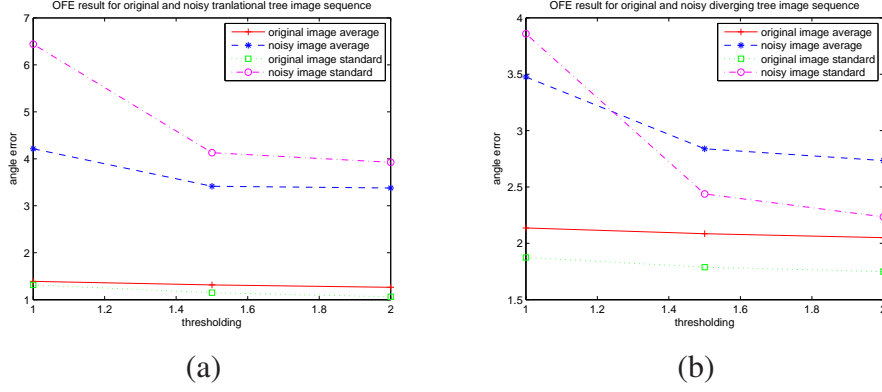 OFE result for original and noisy tranlational tree image sequence
7
6
5
4
3
2
1
angle error
original image average
noisy image average
original image standard
noisy image standard
1
1.2
1.4
1.6
1.8
2
thresholding
(a)
OFE result for original and noisy diverging tree image sequence
4
3.5
3
2.5
2
1.5
angle error
original image average
noisy image average
original image standard
noisy image standard
1
1.2
1.4
1.6
1.8
2
thresholding
(b)